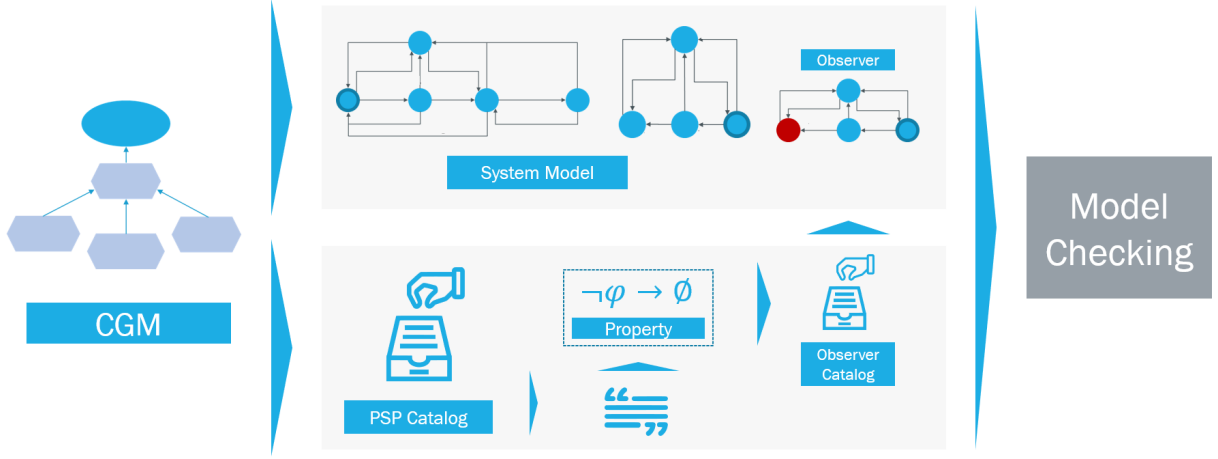 Observer
System Model
Model
Checking
¬φ → ∅
Property
CGM
Observer
Catalog
PSP Catalog